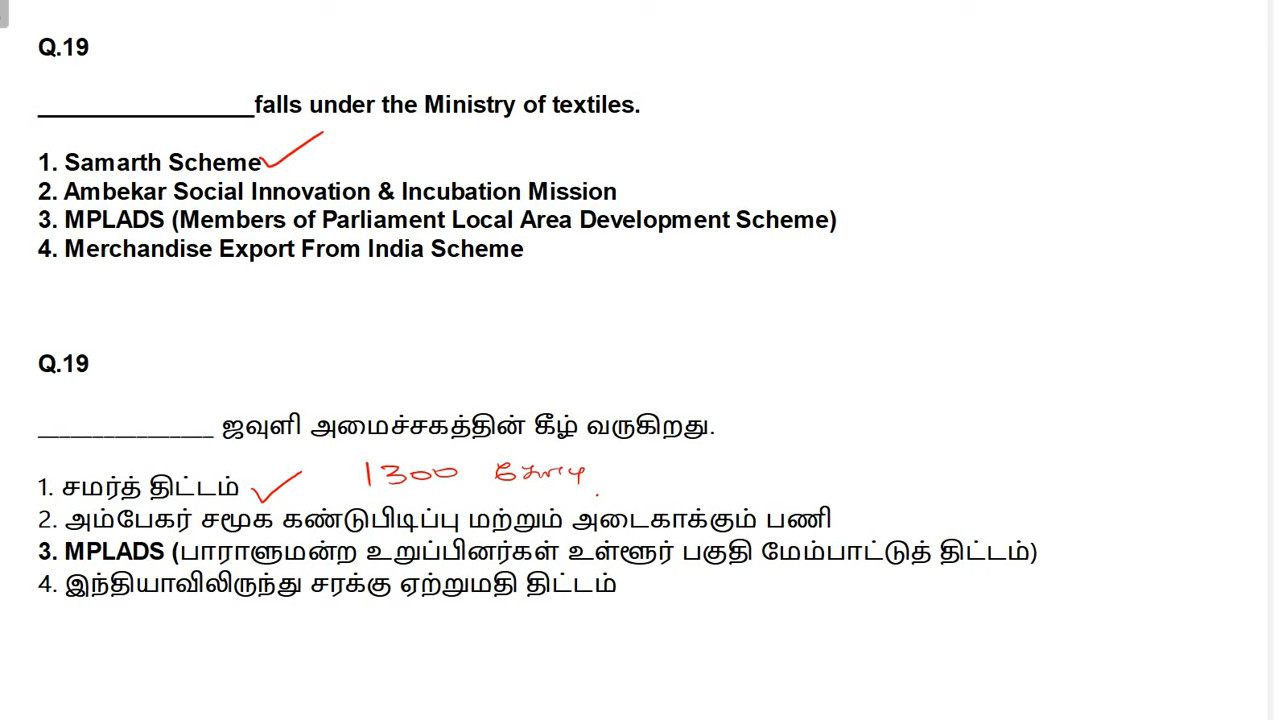 Q.19
_______________falls under the Ministry of textiles.
1. Samarth Scheme
2. Ambekar Social Innovation & Incubation Mission
3. MPLADS (Members of Parliament Local Area Development Scheme)
4. Merchandise Export From India Scheme
Q.19
_______________ ஜவுளி அமைச்சகத்தின் கீழ் வருகிறது.
1300 கோடி
1. சமர்த் திட்டம்
2. அம்பேகர் சமூக கண்டுபிடிப்பு மற்றும் அடைகாக்கும் பணி
3. MPLADS (பாராளுமன்ற உறுப்பினர்கள் உள்ளூர் பகுதி மேம்பாட்டுத் திட்டம்)
4. இந்தியாவிலிருந்து சரக்கு ஏற்றுமதி திட்டம்